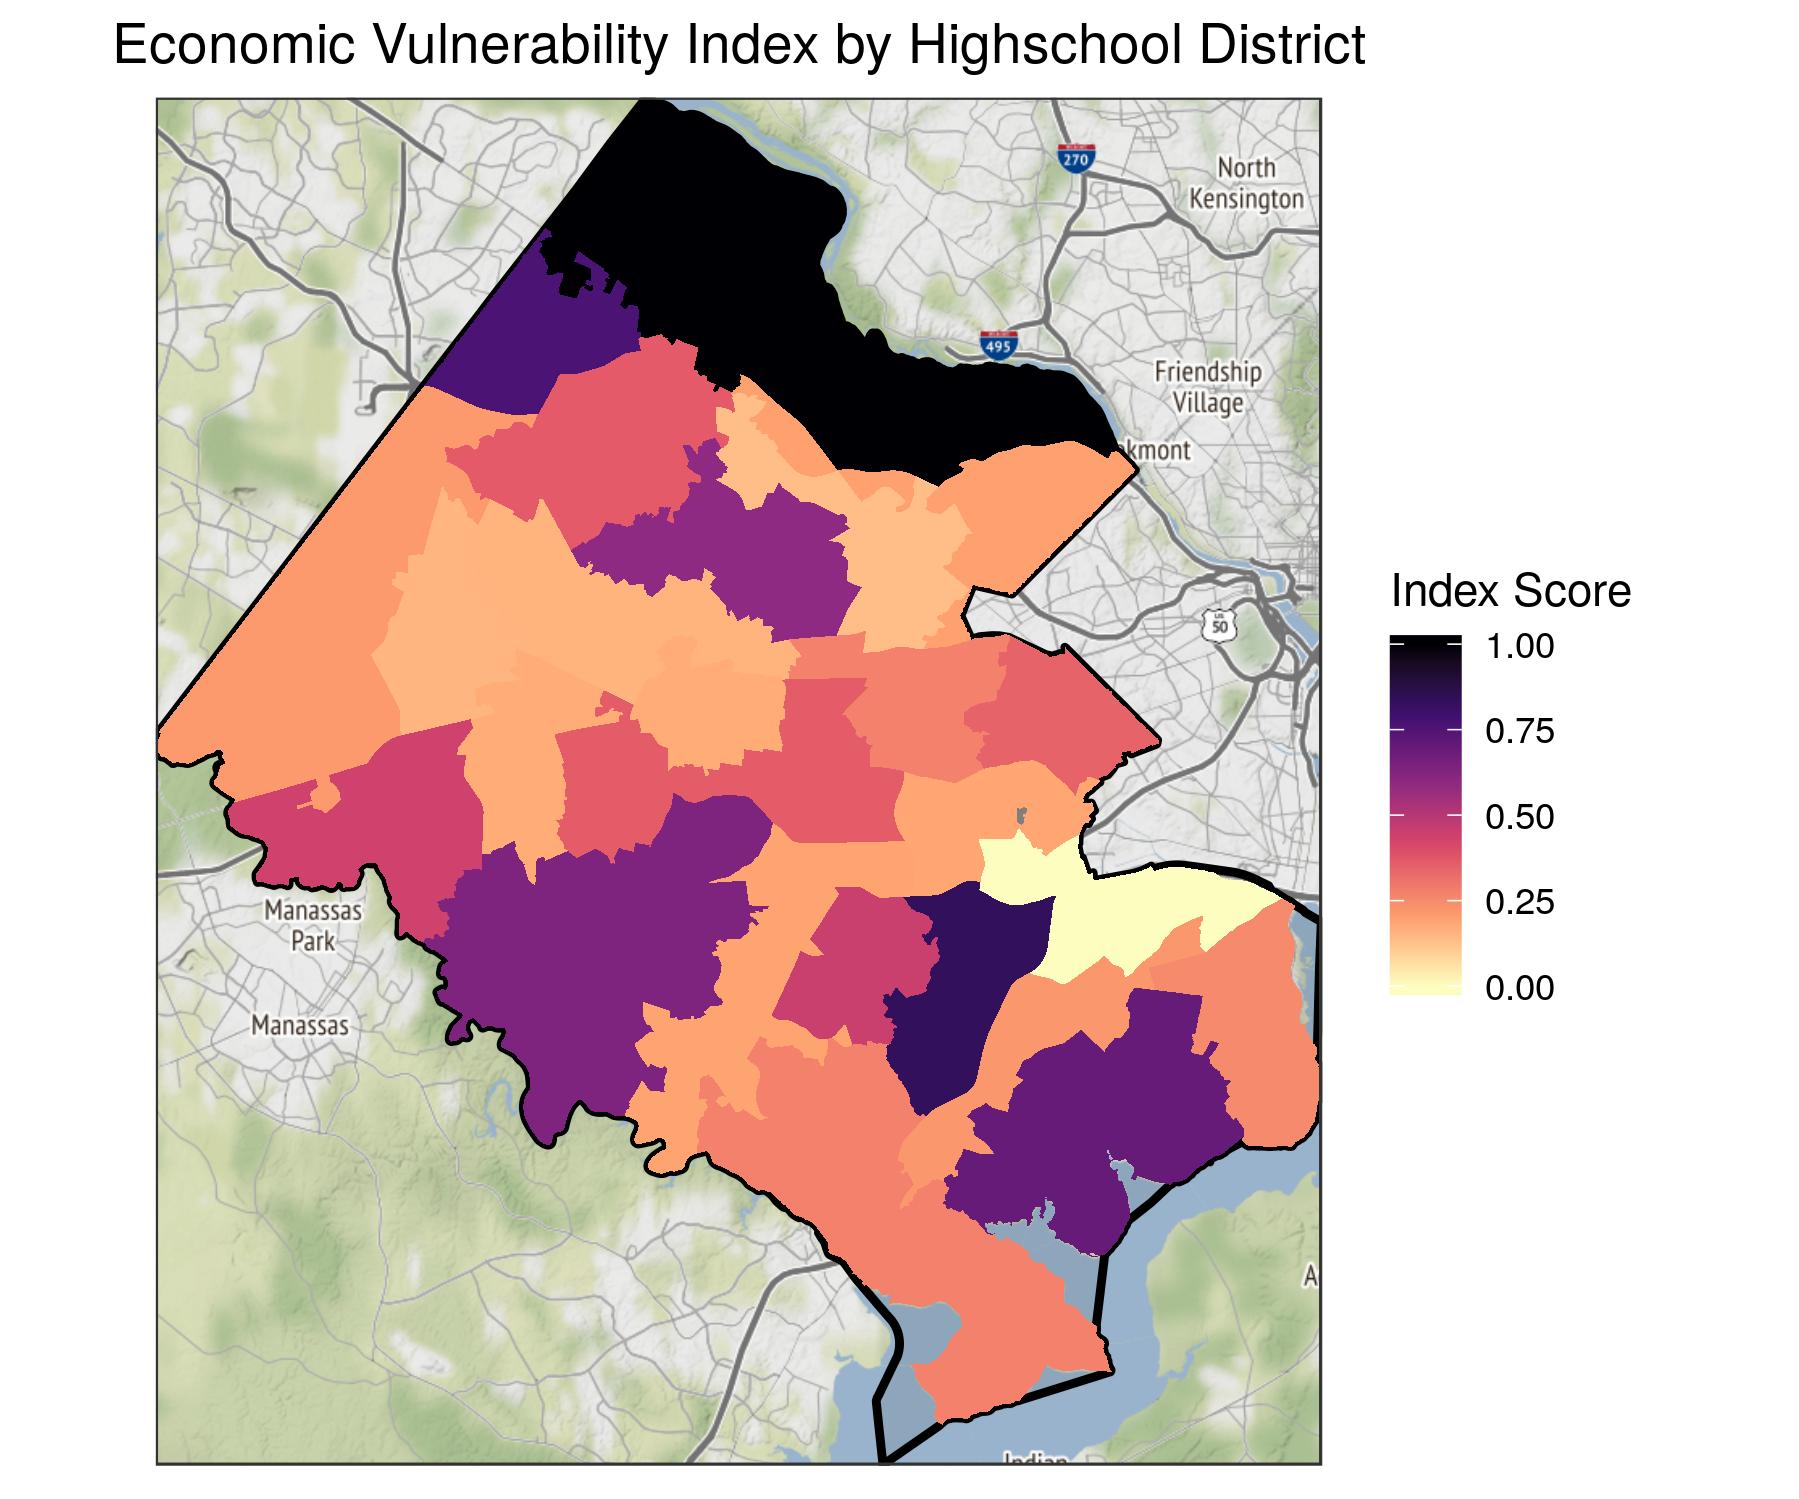 Economic Vulnerability Index by Highschool District
270
North
Kensington
495
Friendship
Village
kmont
US
50
Index Score
1.00
0.75
0.50
0.25
0.00
Manassas
Park
Manassas
A